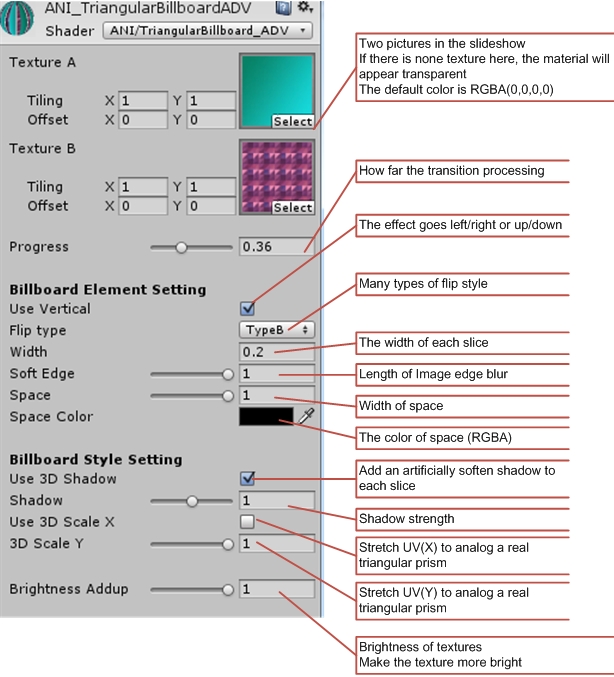 ANI_TriangularBillboardADV
Shader ANI/TriangularBillboard_ADV
Texture A
Tiling X 1 Y 1
Offset X 0 Y 0
Select
Texture B
Tiling X 1 Y 1
Offset X 0 Y 0
Select
Progress 0.36
Billboard Element Setting
Use Vertical
Flip type TypeB
Width 0.2
Soft Edge 1
Space 1
Space Color
Billboard Style Setting
Use 3D Shadow
Shadow 1
Use 3D Scale X
3D Scale Y 1
Brightness Addup 1
Two pictures in the slideshow
If there is none texture here, the material will
appear transparent
The default color is RGBA(0,0,0,0)
How far the transition processing
The effect goes left/right or up/down
Many types of flip style
The width of each slice
Length of Image edge blur
Width of space
The color of space (RGBA)
Add an artificially soften shadow to
each slice
Shadow strength
Stretch UV(X) to analog a real
triangular prism
Stretch UV(Y) to analog a real
triangular prism
Brightness of textures
Make the texture more bright